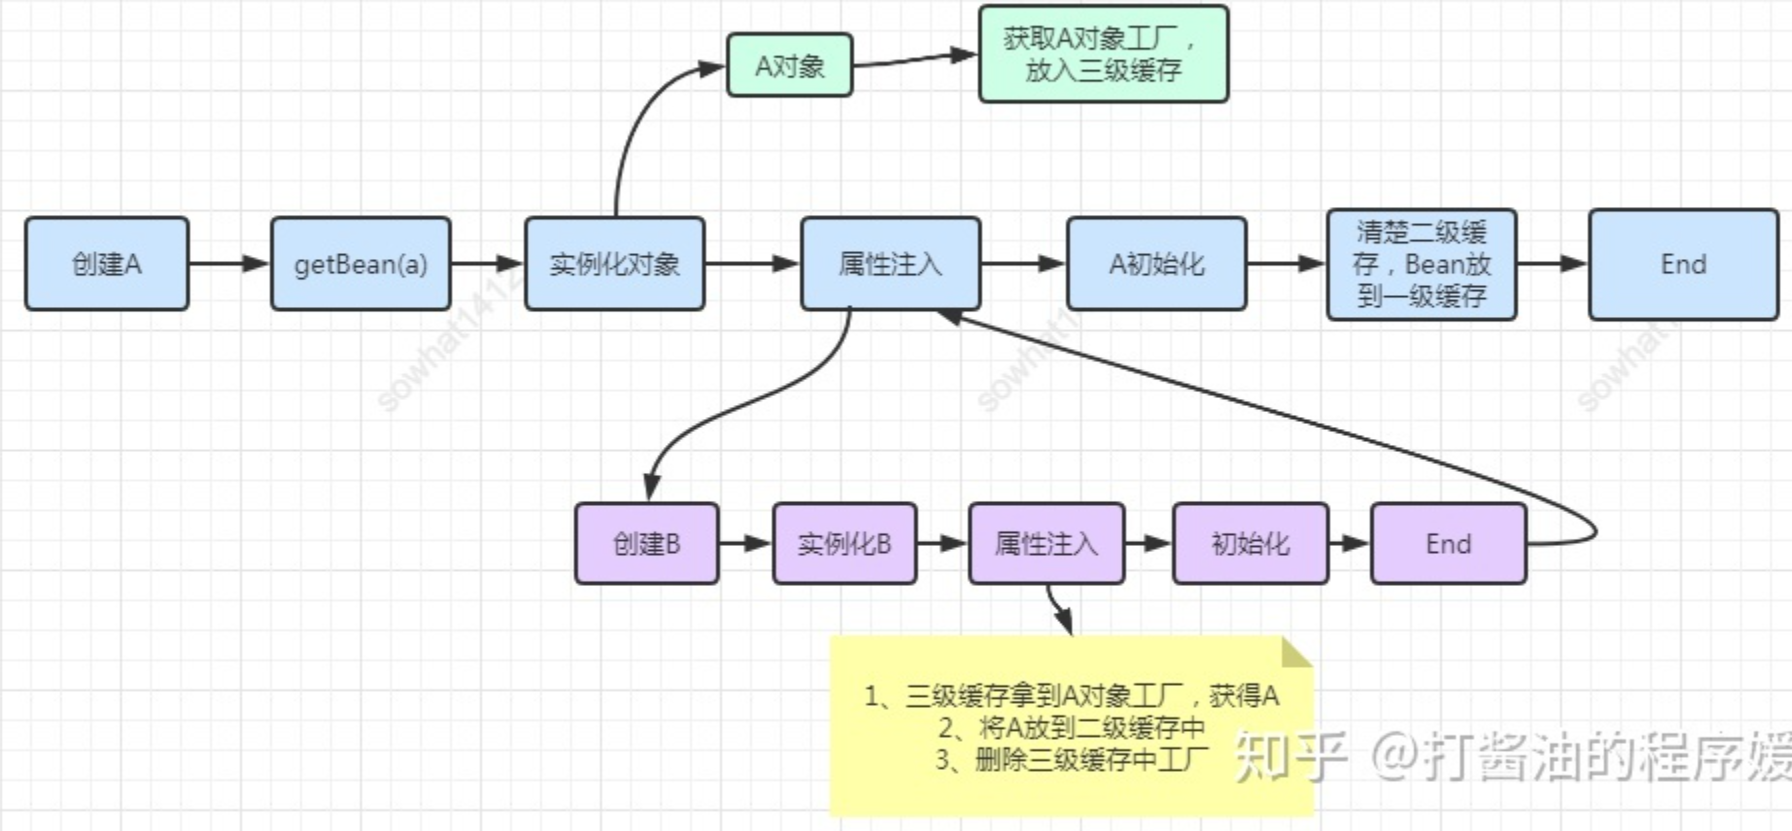 A对象
获取A对象工厂，
放入三级缓存
创建A
getBean(a)
实例化对象
属性注入
A初始化
清楚二级缓
存，Bean放
到一级缓存
End
sowhat1412
sowhat1
sowhat1
创建B
实例化B
属性注入
初始化
End
1、三级缓存拿到A对象工厂，获得A
2、将A放到二级缓存中
3、删除三级缓存中工厂
知乎 @打酱油的程序媛